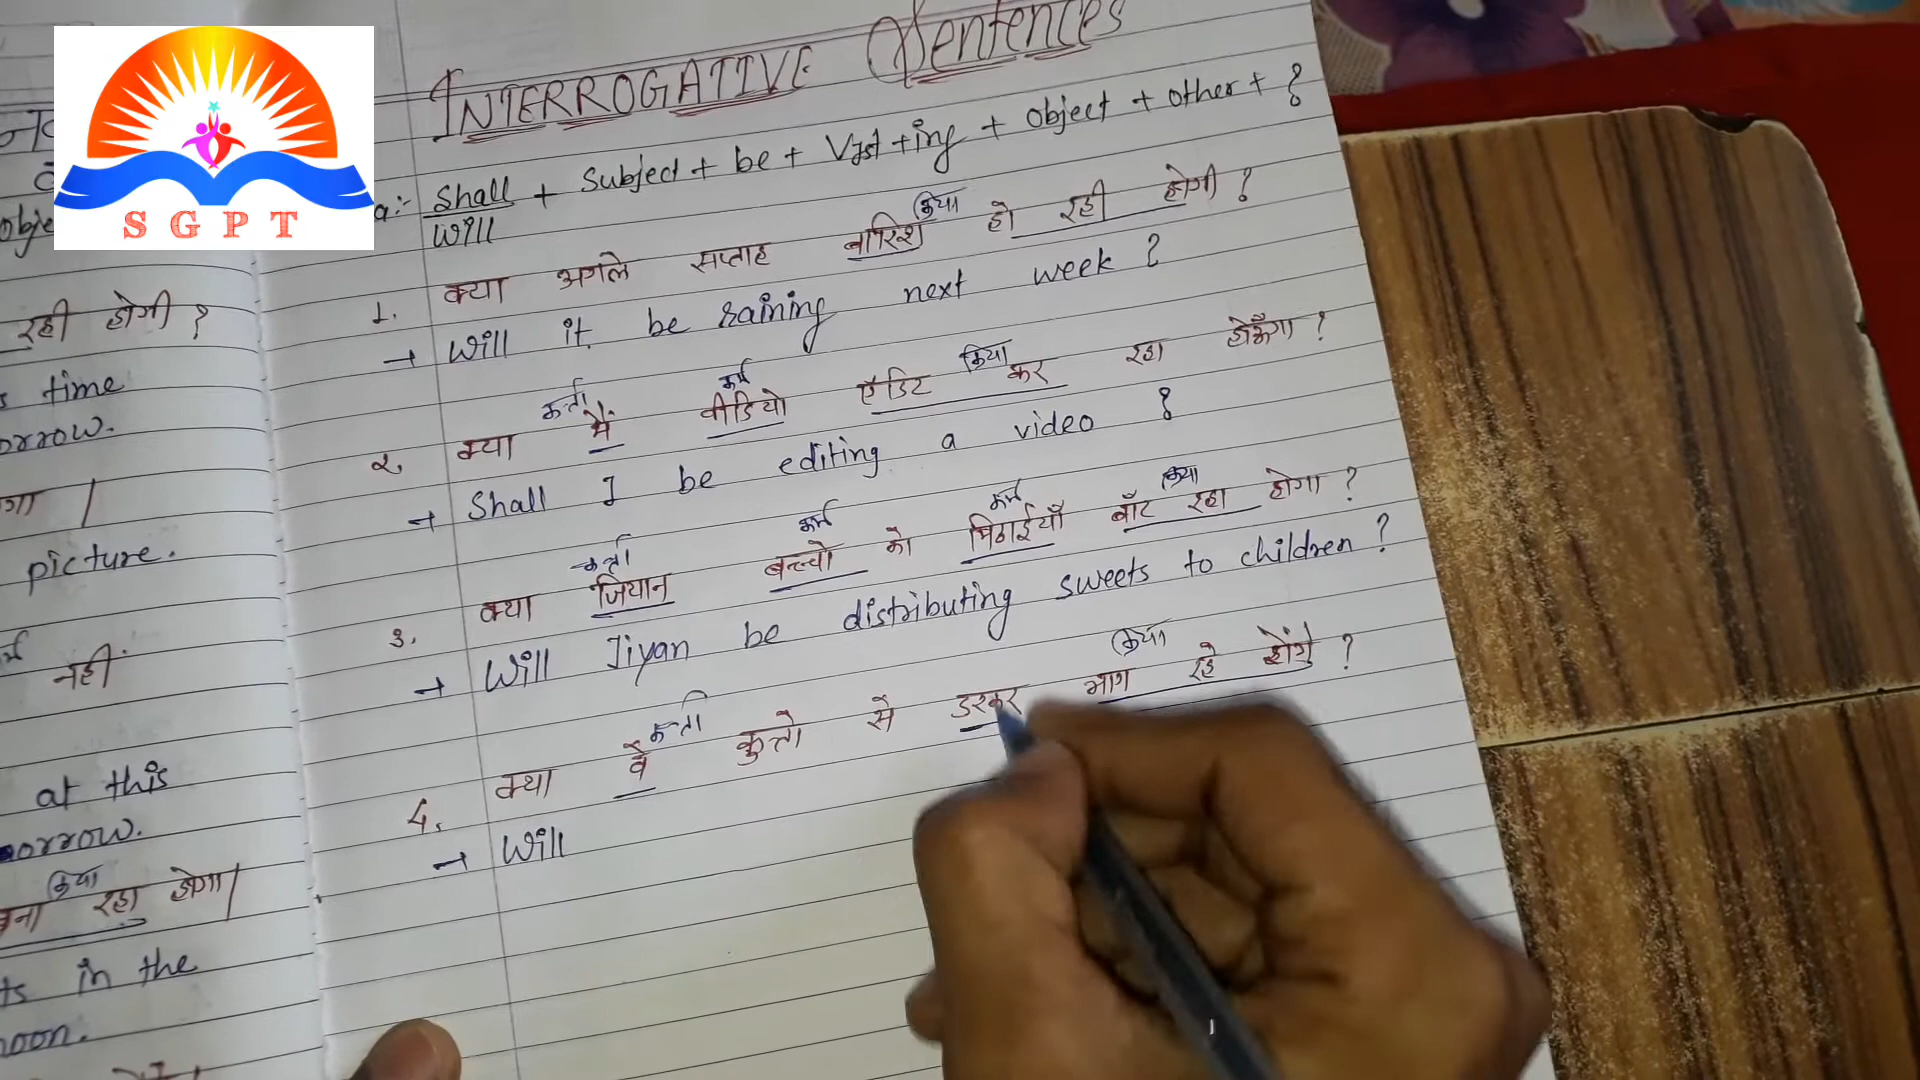 SGPT
INTERROGATIVE Sentences
Shall + Subject + be + V1st + ing + object + other + ?
Will
क्रिया
1. क्या अगले सप्ताह बारिश हो रही होगी ?
→ Will it be raining next week ?
कर्ता कर्म क्रिया
2. क्या मैं वीडियो एडिट कर रहा होऊँगा ?
→ Shall I be editing a video ?
कर्ता कर्म कर्म क्रिया
3. क्या जियान बच्चो को मिठाईयाँ बाँट रहा होगा ?
→ Will Jiyan be distributing sweets to children ?
कर्ता क्रिया
4. क्या वे कुत्तो से डरकर भाग रहे होंगे ?
→ Will
रही होगी ?
time
picture.
नहीं
at this
क्रिया
रहा होगा |
in the